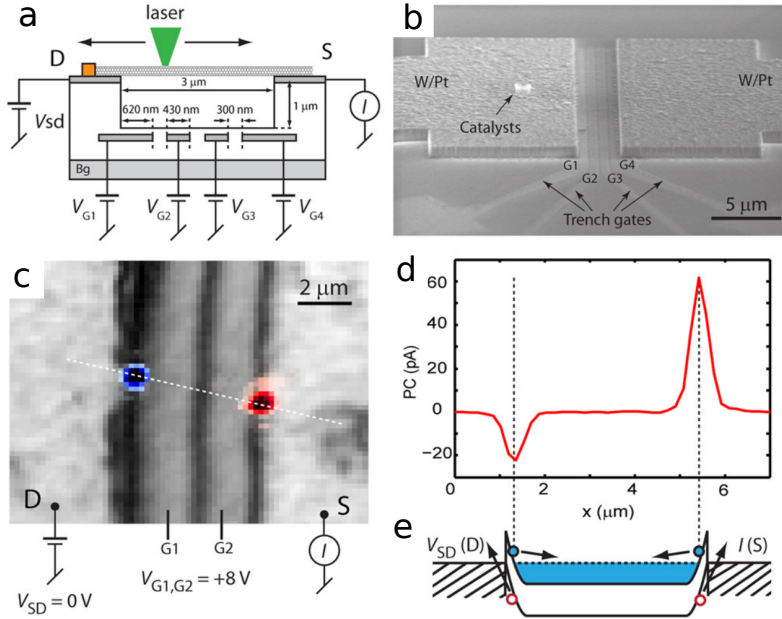 a
laser
D
S
3 μm
620 nm 430 nm 300 nm
1 μm
Vsd
I
Bg
VG1
VG2
VG3
VG4
b
W/Pt
W/Pt
Catalysts
G1
G4
G2
G3
Trench gates
5 μm
c
2 μm
D
S
G1
G2
I
VG1,G2 = +8 V
VSD = 0 V
d
60
40
20
0
−20
PC (pA)
0
2
4
6
x (μm)
e
VSD (D)
I (S)